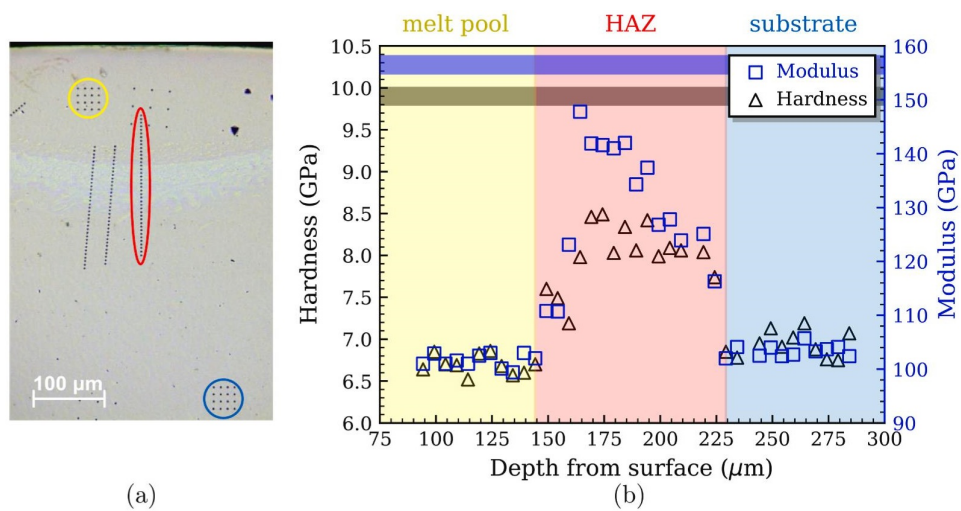 100 µm
(a)
melt pool
HAZ
substrate
10.5
10.0
9.5
9.0
8.5
8.0
7.5
7.0
6.5
6.0
Hardness (GPa)
Modulus
Hardness
160
150
140
130
120
110
100
90
Modulus (GPa)
75
100
125
150
175
200
225
250
275
300
Depth from surface (µm)
(b)